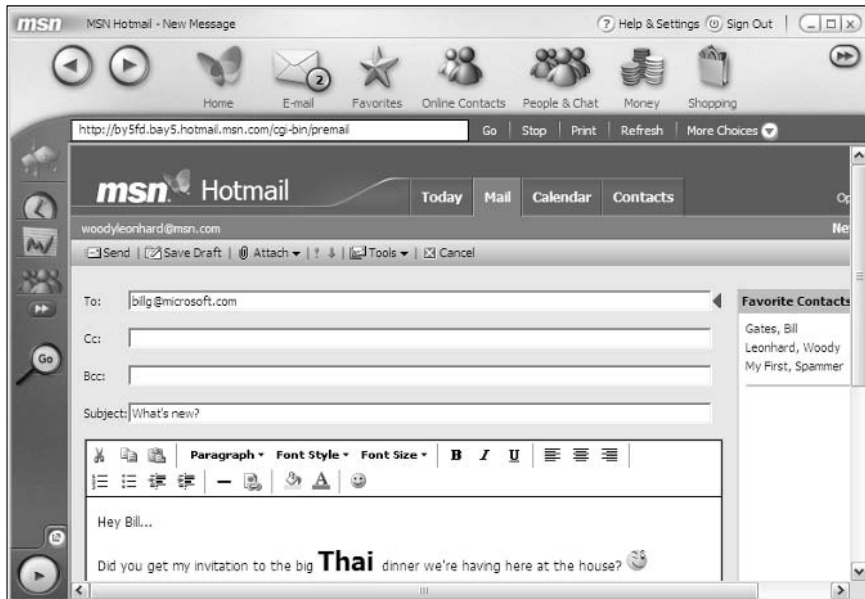 msn MSN Hotmail - New Message ? Help & Settings Sign Out
2
Home E-mail Favorites Online Contacts People & Chat Money Shopping
http://by5fd.bay5.hotmail.msn.com/cgi-bin/premail Go Stop Print Refresh More Choices
msn Hotmail Today Mail Calendar Contacts Op
woodyleonhard@msn.com Ne
Send | Save Draft | Attach | ! | Tools | Cancel
To: billg@microsoft.com Favorite Contacts
Cc: Gates, Bill
Leonhard, Woody
Go
Bcc: My First, Spammer
Subject: What's new?
Paragraph Font Style Font Size B I U
A
Hey Bill...
Did you get my invitation to the big Thai dinner we're having here at the house?